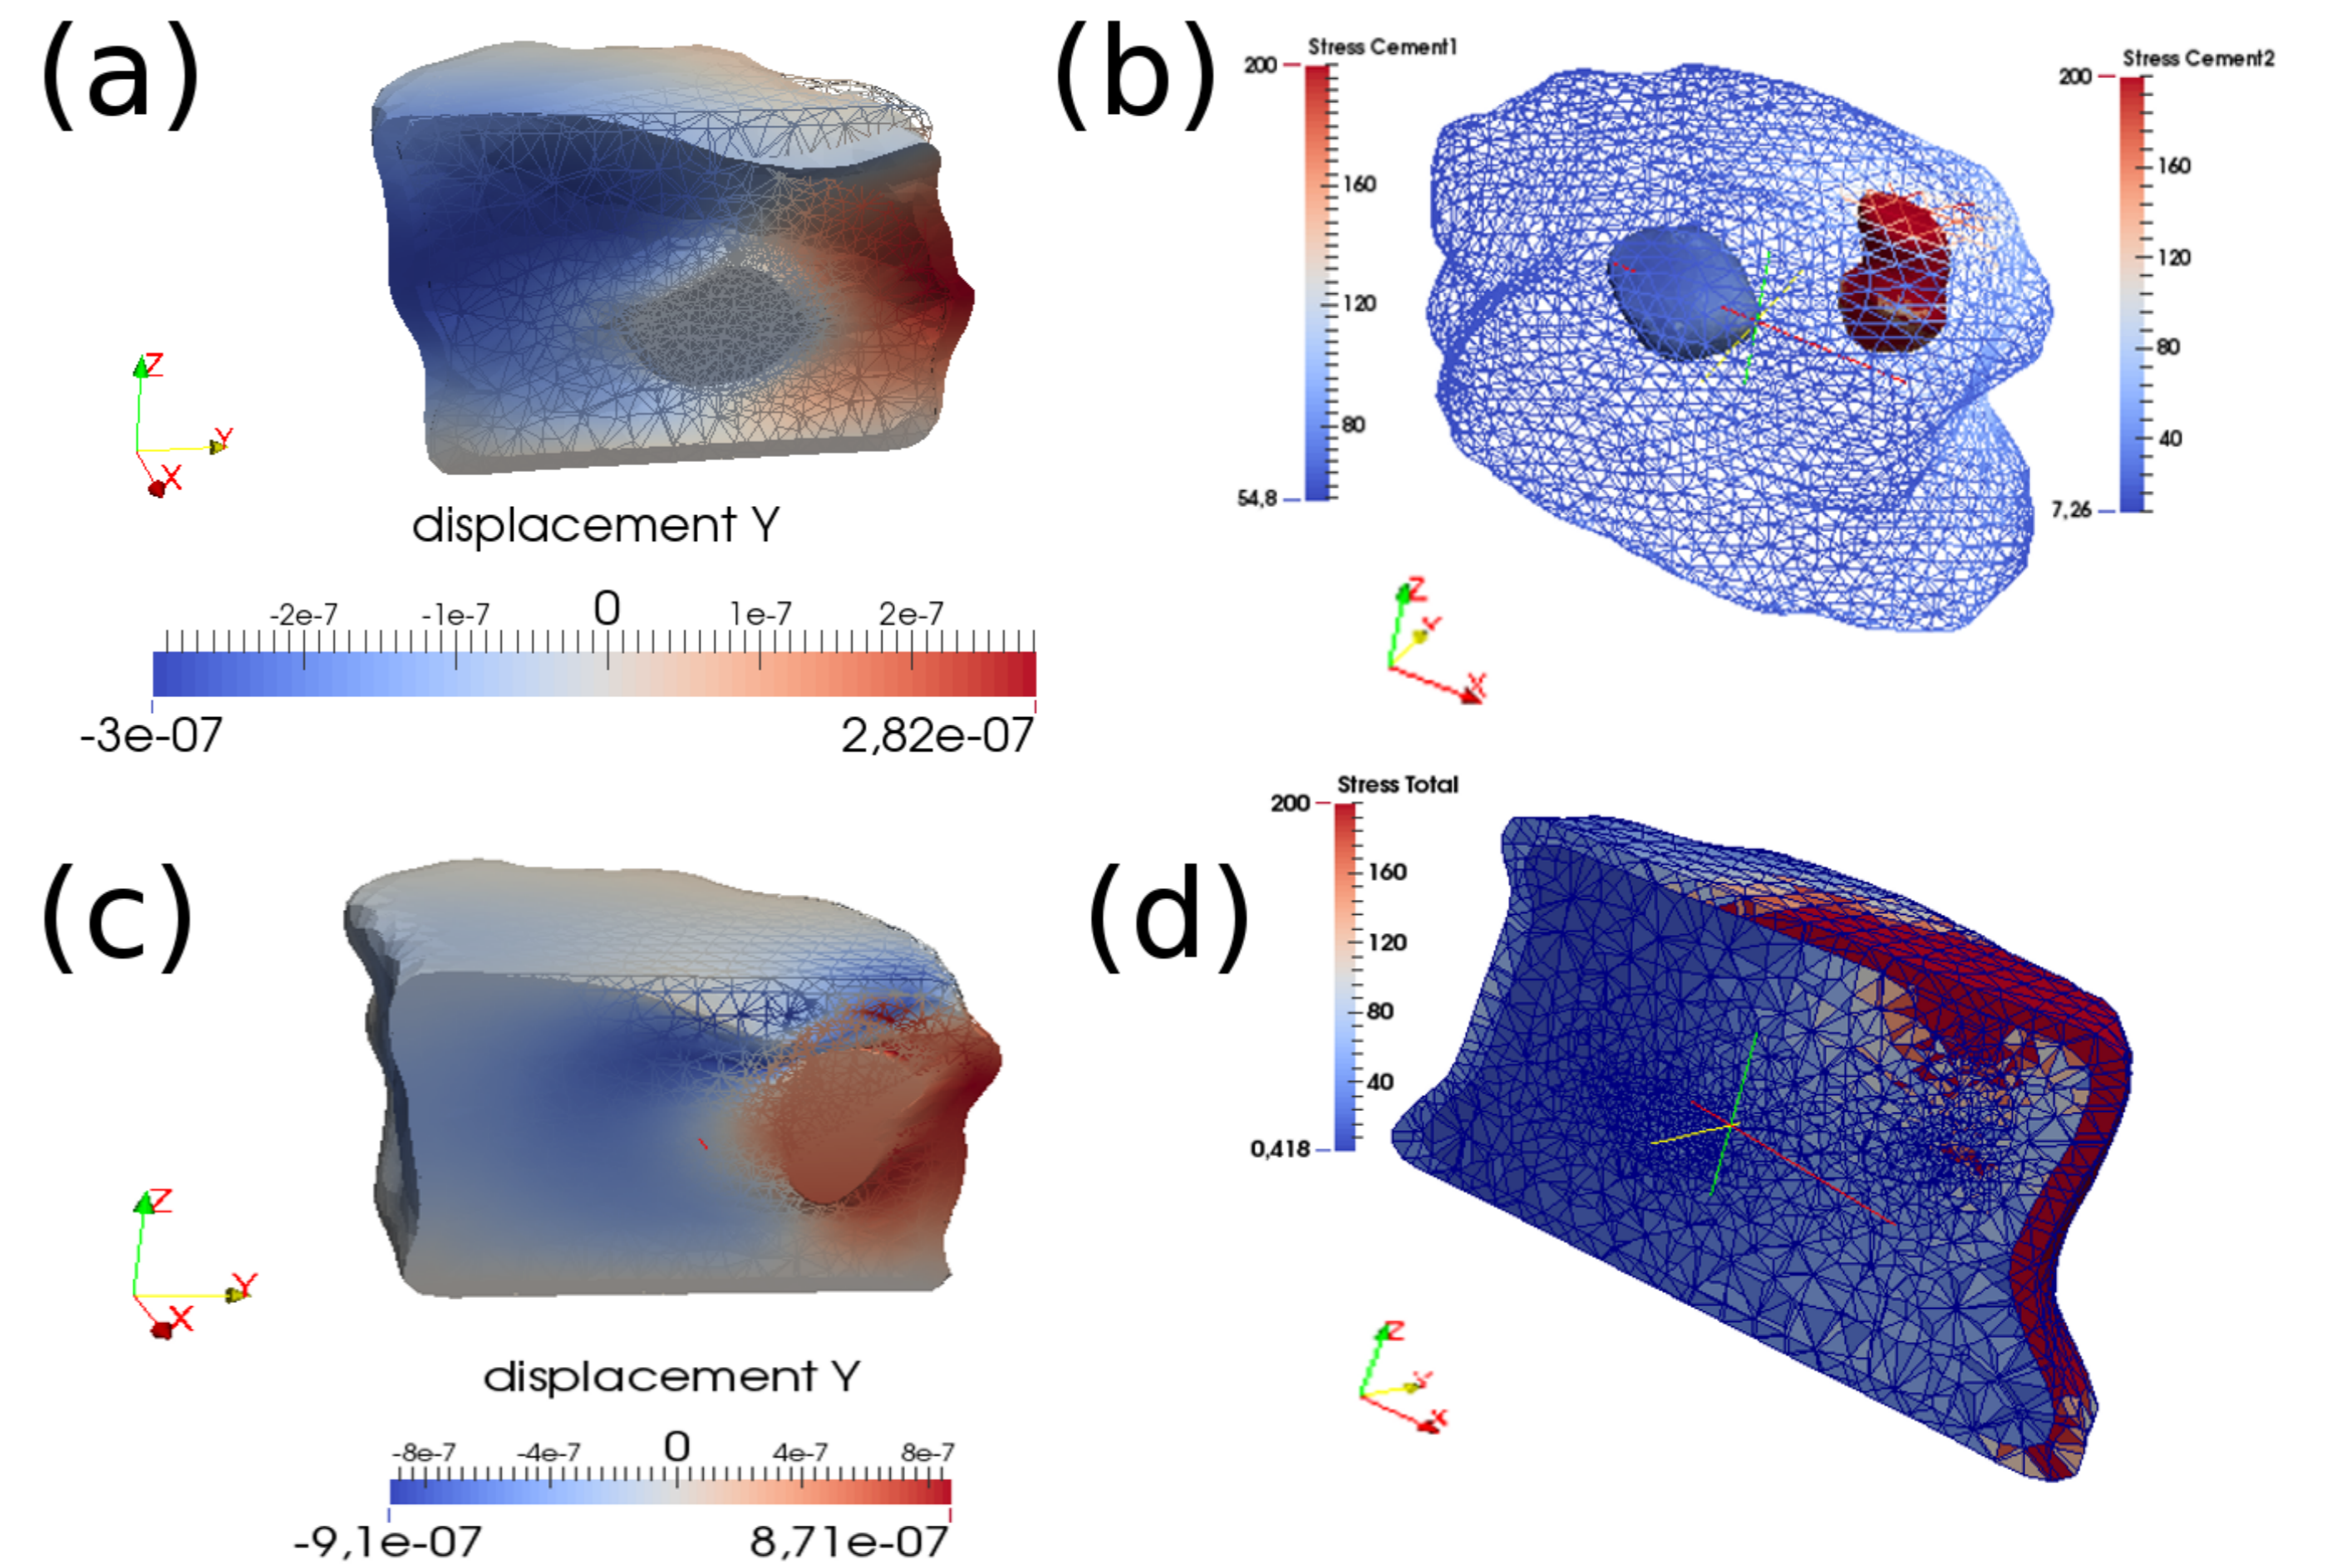 (a)
Z
Y
X
displacement Y
-2e-7 -1e-7 0 1e-7 2e-7
-3e-07 2,82e-07
(b)
Stress Cement1
200
160
120
80
54,8
Stress Cement2
200
160
120
80
40
7,26
Z
Y
X
(c)
Z
Y
X
displacement Y
-8e-7 -4e-7 0 4e-7 8e-7
-9,1e-07 8,71e-07
(d)
Stress Total
200
160
120
80
40
0,418
Z
Y
X